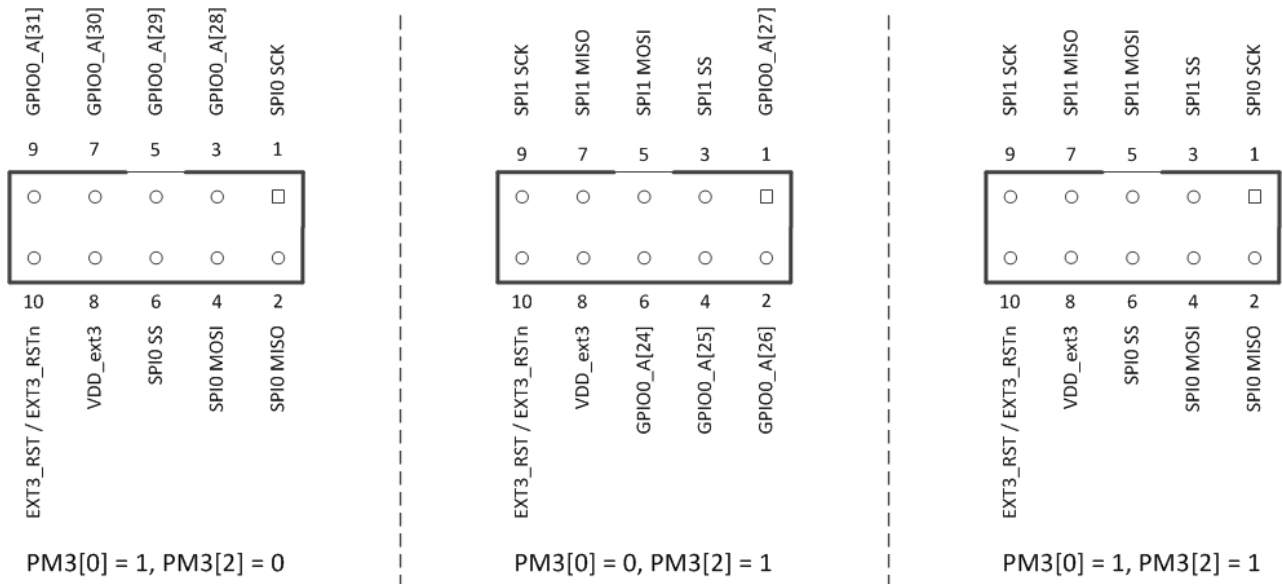 GPIO0_A[31]
GPIO0_A[30]
GPIO0_A[29]
GPIO0_A[28]
SPI0 SCK
9 7 5 3 1
10 8 6 4 2
EXT3_RST / EXT3_RSTn
VDD_ext3
SPI0 SS
SPI0 MOSI
SPI0 MISO
PM3[0] = 1, PM3[2] = 0
SPI1 SCK
SPI1 MISO
SPI1 MOSI
SPI1 SS
GPIO0_A[27]
9 7 5 3 1
10 8 6 4 2
EXT3_RST / EXT3_RSTn
VDD_ext3
GPIO0_A[24]
GPIO0_A[25]
GPIO0_A[26]
PM3[0] = 0, PM3[2] = 1
SPI1 SCK
SPI1 MISO
SPI1 MOSI
SPI1 SS
SPI0 SCK
9 7 5 3 1
10 8 6 4 2
EXT3_RST / EXT3_RSTn
VDD_ext3
SPI0 SS
SPI0 MOSI
SPI0 MISO
PM3[0] = 1, PM3[2] = 1